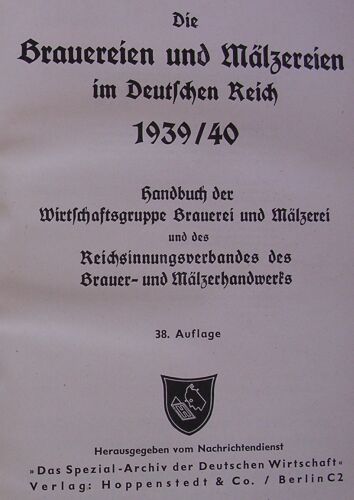 Die
Brauereien und Mälzereien
im Deutschen Reich
1939/40
Handbuch der
Wirtschaftsgruppe Brauerei und Mälzerei
und des
Reichsinnungsverbandes des
Brauer- und Mälzerhandwerks
38. Auflage
Herausgegeben vom Nachrichtendienst
»Das Spezial-Archiv der Deutschen Wirtschaft«
Verlag: Hoppenstedt & Co. / Berlin C2